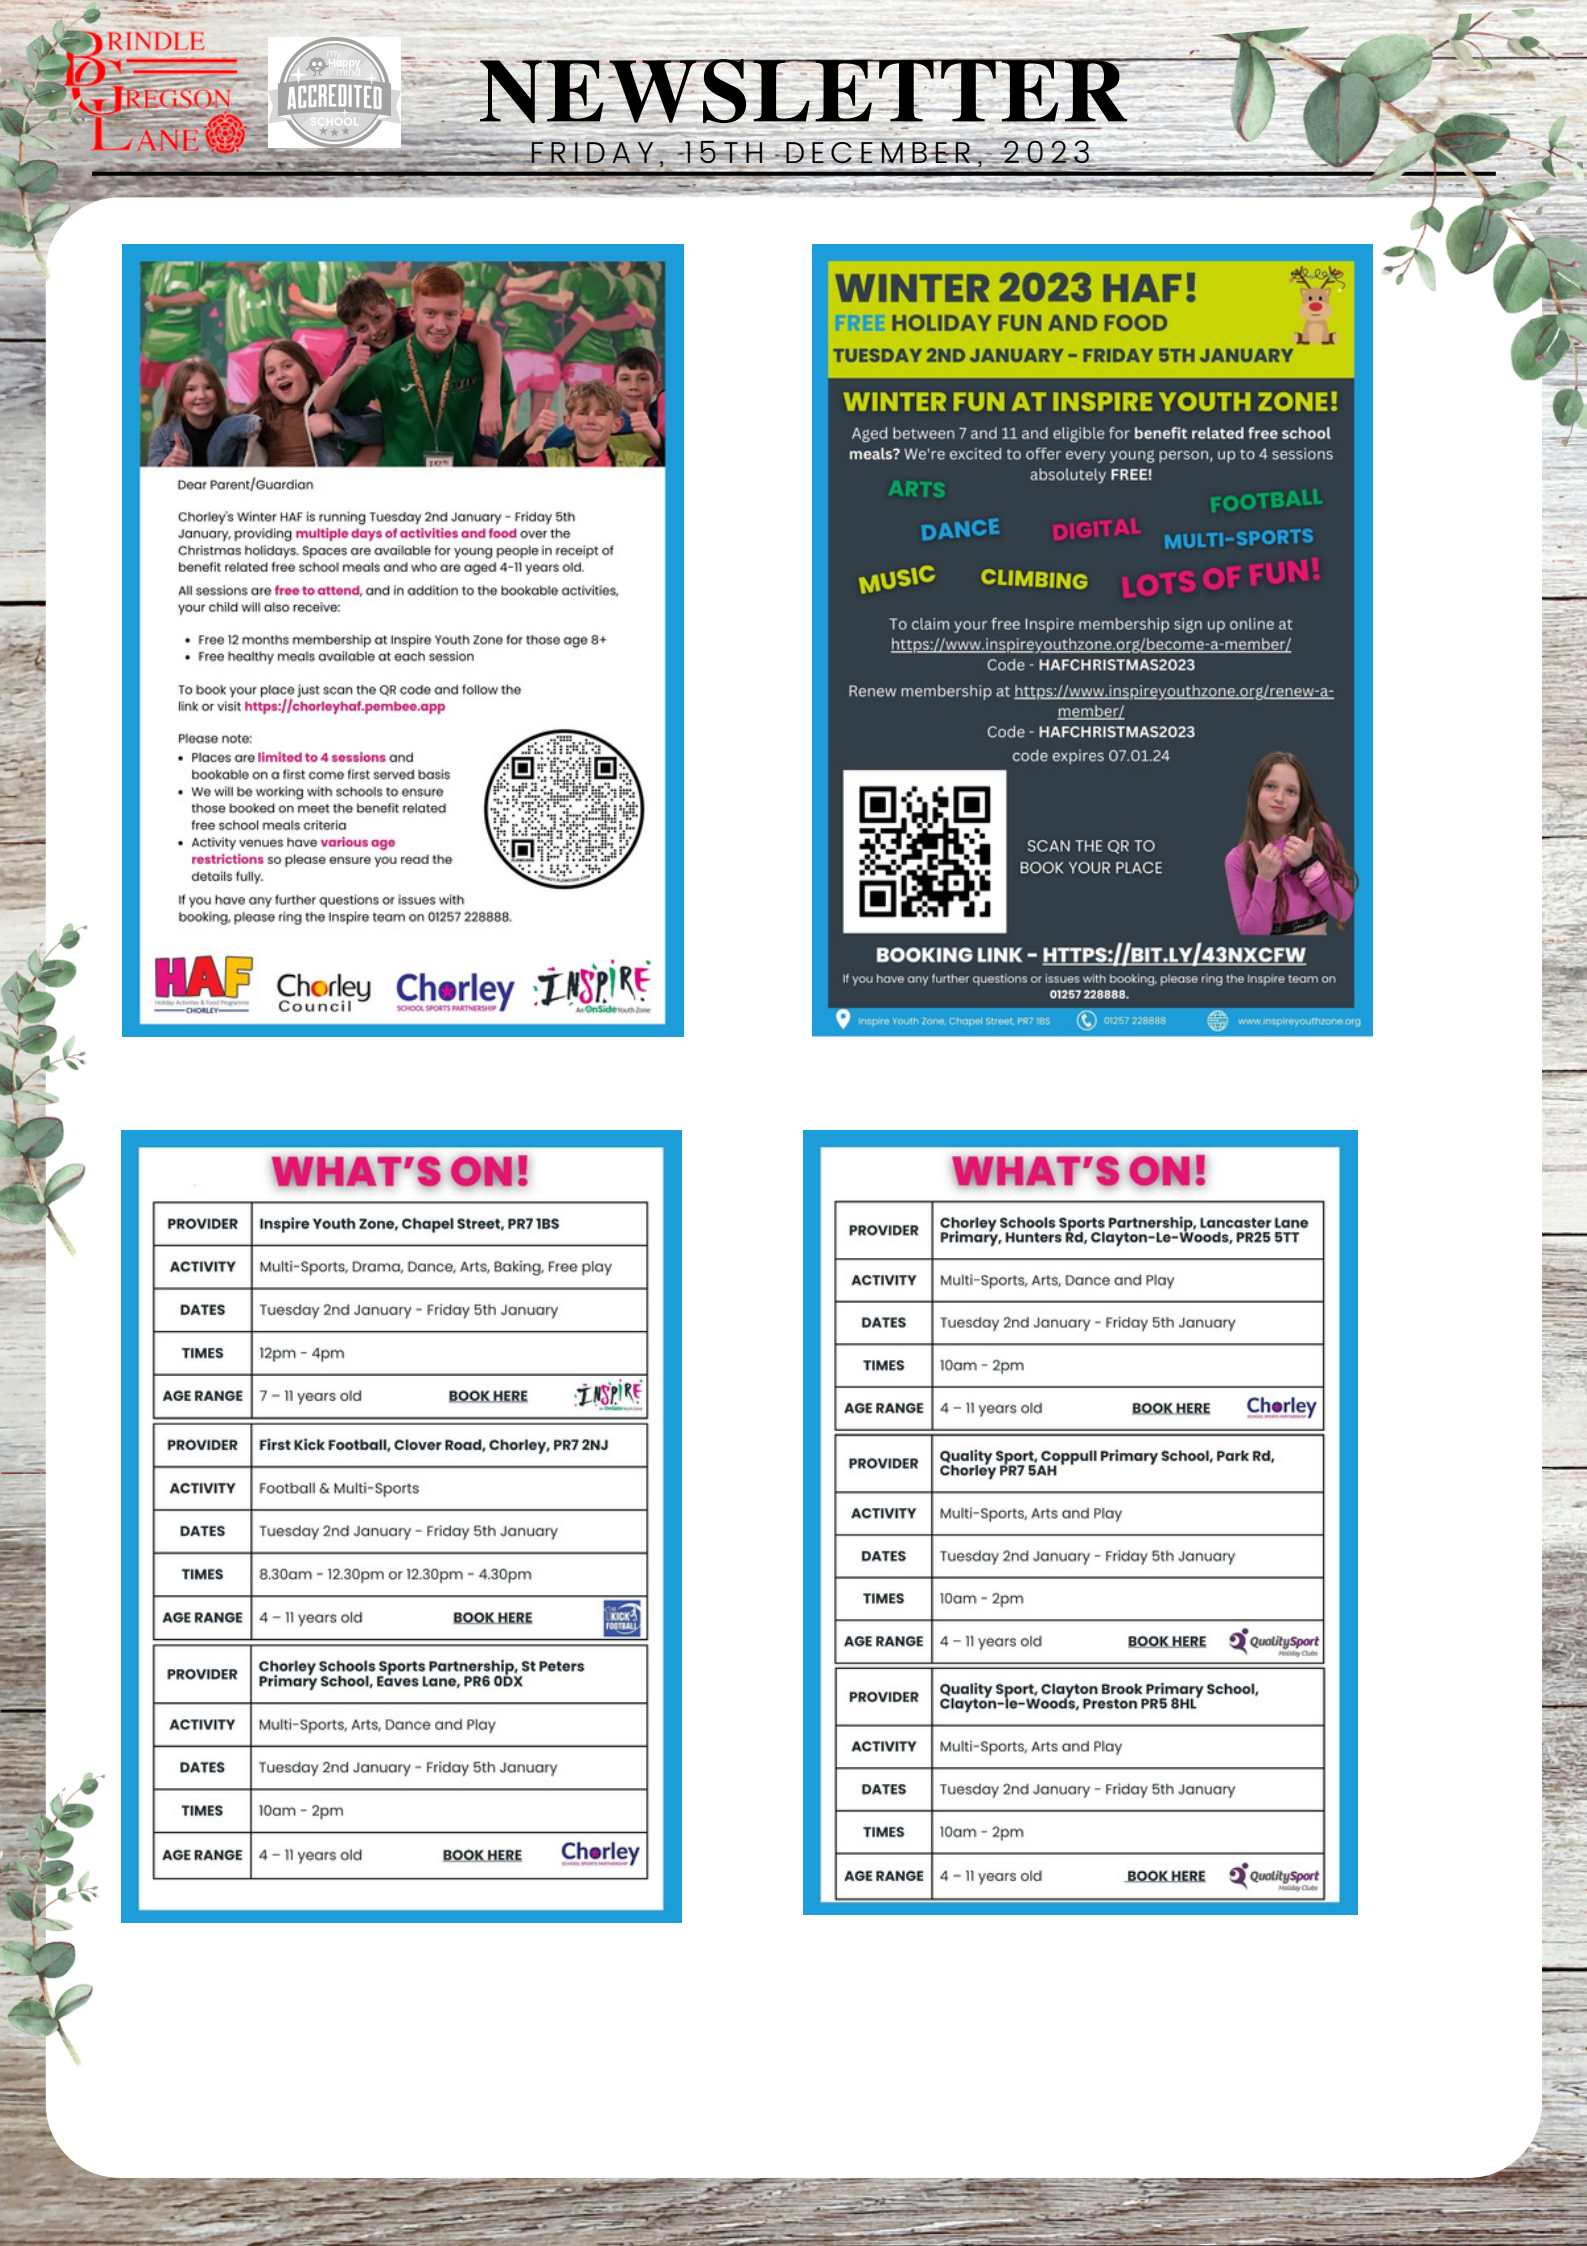 BRINDLE
GREGSON
LANE
my
Happy
mind
ACCREDITED
SCHOOL
NEWSLETTER
FRIDAY, 15TH DECEMBER, 2023
Dear Parent/Guardian
Chorley's Winter HAF is running Tuesday 2nd January - Friday 5th
January, providing multiple days of activities and food over the
Christmas holidays. Spaces are available for young people in receipt of
benefit related free school meals and who are aged 4-11 years old.
All sessions are free to attend, and in addition to the bookable activities,
your child will also receive:
• Free 12 months membership at Inspire Youth Zone for those age 8+
• Free healthy meals available at each session
To book your place just scan the QR code and follow the
link or visit https://chorleyhaf.pembee.app
Please note:
• Places are limited to 4 sessions and
bookable on a first come first served basis
• We will be working with schools to ensure
those booked on meet the benefit related
free school meals criteria
• Activity venues have various age
restrictions so please ensure you read the
details fully.
If you have any further questions or issues with
booking, please ring the Inspire team on 01257 228888.
HAF
Holiday Activities & Food Programme
CHORLEY
Chorley
Council
Chorley
SCHOOL SPORTS PARTNERSHIP
INSPIRE
An OnSide Youth Zone
WINTER 2023 HAF!
FREE HOLIDAY FUN AND FOOD
TUESDAY 2ND JANUARY - FRIDAY 5TH JANUARY
WINTER FUN AT INSPIRE YOUTH ZONE!
Aged between 7 and 11 and eligible for benefit related free school
meals? We're excited to offer every young person, up to 4 sessions
absolutely FREE!
ARTS
FOOTBALL
DANCE
DIGITAL
MULTI-SPORTS
MUSIC
CLIMBING
LOTS OF FUN!
To claim your free Inspire membership sign up online at
https://www.inspireyouthzone.org/become-a-member/
Code - HAFCHRISTMAS2023
Renew membership at https://www.inspireyouthzone.org/renew-a-
member/
Code - HAFCHRISTMAS2023
code expires 07.01.24
SCAN THE QR TO
BOOK YOUR PLACE
BOOKING LINK - HTTPS://BIT.LY/43NXCFW
If you have any further questions or issues with booking, please ring the Inspire team on
01257 228888.
Inspire Youth Zone, Chapel Street, PR7 1BS
01257 228888
www.inspireyouthzone.org
WHAT'S ON!
PROVIDER Inspire Youth Zone, Chapel Street, PR7 1BS
ACTIVITY Multi-Sports, Drama, Dance, Arts, Baking, Free play
DATES Tuesday 2nd January - Friday 5th January
TIMES 12pm - 4pm
AGE RANGE 7 – 11 years old BOOK HERE INSPIRE
PROVIDER First Kick Football, Clover Road, Chorley, PR7 2NJ
ACTIVITY Football & Multi-Sports
DATES Tuesday 2nd January - Friday 5th January
TIMES 8.30am - 12.30pm or 12.30pm - 4.30pm
AGE RANGE 4 – 11 years old BOOK HERE KICK FOOTBALL
PROVIDER Chorley Schools Sports Partnership, St Peters
Primary School, Eaves Lane, PR6 0DX
ACTIVITY Multi-Sports, Arts, Dance and Play
DATES Tuesday 2nd January - Friday 5th January
TIMES 10am - 2pm
AGE RANGE 4 – 11 years old BOOK HERE Chorley
SCHOOL SPORTS PARTNERSHIP
WHAT'S ON!
PROVIDER Chorley Schools Sports Partnership, Lancaster Lane
Primary, Hunters Rd, Clayton-Le-Woods, PR25 5TT
ACTIVITY Multi-Sports, Arts, Dance and Play
DATES Tuesday 2nd January - Friday 5th January
TIMES 10am - 2pm
AGE RANGE 4 – 11 years old BOOK HERE Chorley
SCHOOL SPORTS PARTNERSHIP
PROVIDER Quality Sport, Coppull Primary School, Park Rd,
Chorley PR7 5AH
ACTIVITY Multi-Sports, Arts and Play
DATES Tuesday 2nd January - Friday 5th January
TIMES 10am - 2pm
AGE RANGE 4 – 11 years old BOOK HERE QualitySport
Holiday Clubs
PROVIDER Quality Sport, Clayton Brook Primary School,
Clayton-le-Woods, Preston PR5 8HL
ACTIVITY Multi-Sports, Arts and Play
DATES Tuesday 2nd January - Friday 5th January
TIMES 10am - 2pm
AGE RANGE 4 – 11 years old BOOK HERE QualitySport
Holiday Clubs